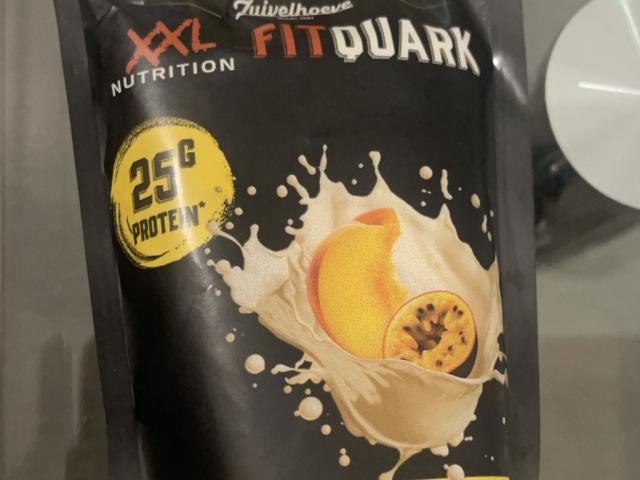 Zuivelhoeve
XXL
NUTRITION
FITQUARK
25G
PROTEIN*